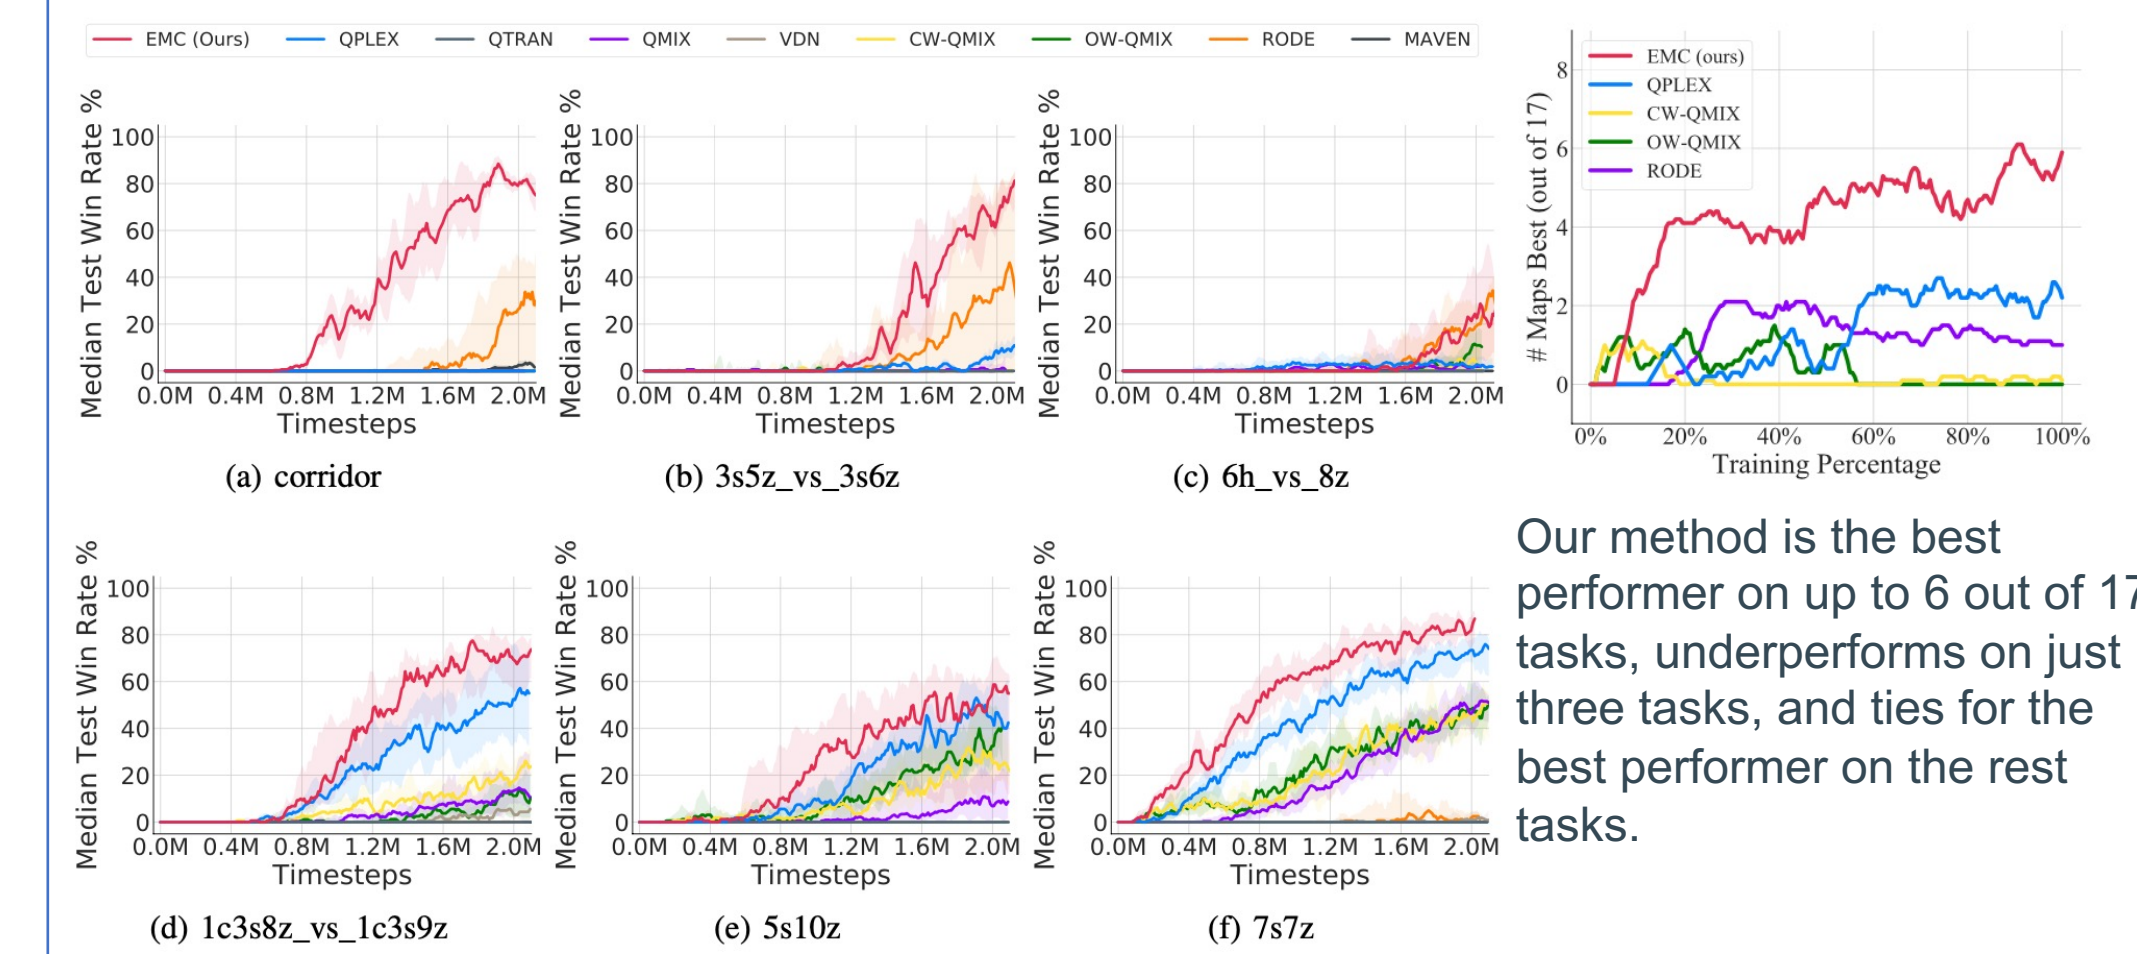 EMC (Ours) QPLEX QTRAN QMIX VDN CW-QMIX OW-QMIX RODE MAVEN
Median Test Win Rate %
100
80
60
40
20
0
0.0M 0.4M 0.8M 1.2M 1.6M 2.0M
Timesteps
(a) corridor
Median Test Win Rate %
100
80
60
40
20
0
0.0M 0.4M 0.8M 1.2M 1.6M 2.0M
Timesteps
(b) 3s5z_vs_3s6z
Median Test Win Rate %
100
80
60
40
20
0
0.0M 0.4M 0.8M 1.2M 1.6M 2.0M
Timesteps
(c) 6h_vs_8z
# Maps Best (out of 17)
8
6
4
2
0
EMC (ours)
QPLEX
CW-QMIX
OW-QMIX
RODE
0% 20% 40% 60% 80% 100%
Training Percentage
Median Test Win Rate %
100
80
60
40
20
0
0.0M 0.4M 0.8M 1.2M 1.6M 2.0M
Timesteps
(d) 1c3s8z_vs_1c3s9z
Median Test Win Rate %
100
80
60
40
20
0
0.0M 0.4M 0.8M 1.2M 1.6M 2.0M
Timesteps
(e) 5s10z
Median Test Win Rate %
100
80
60
40
20
0
0.0M 0.4M 0.8M 1.2M 1.6M 2.0M
Timesteps
(f) 7s7z
Our method is the best
performer on up to 6 out of 17
tasks, underperforms on just
three tasks, and ties for the
best performer on the rest
tasks.